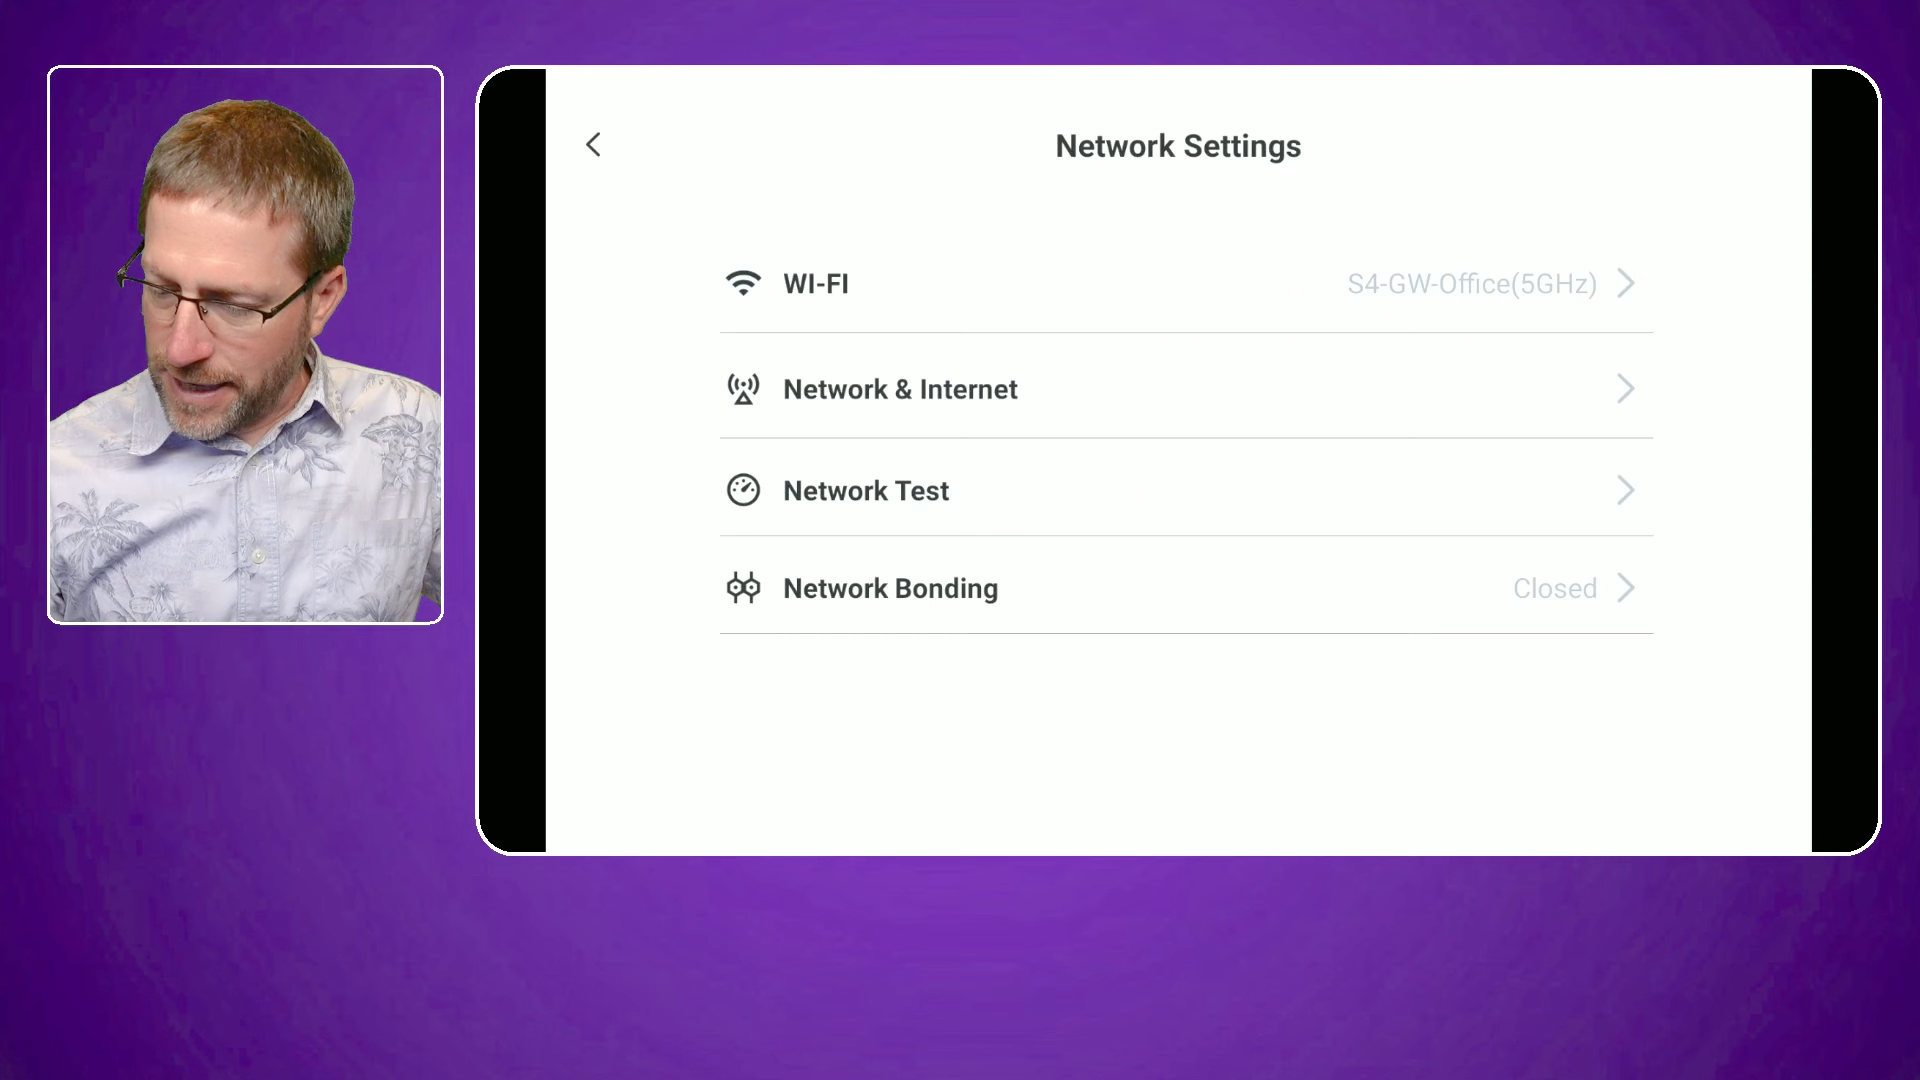 Network Settings
WI-FI S4-GW-Office(5GHz)
Network & Internet
Network Test
Network Bonding Closed